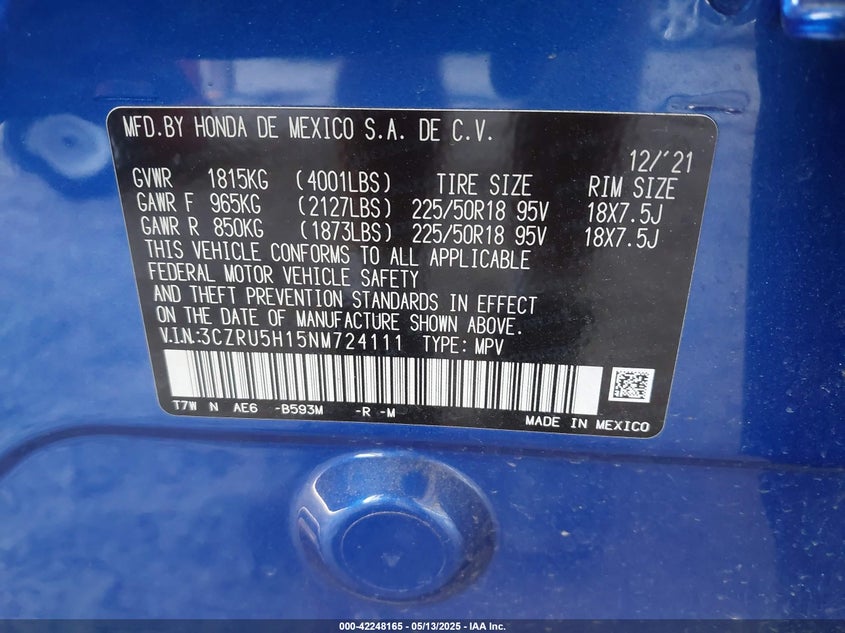 MFD.BY HONDA DE MEXICO S.A. DE C.V.
12/'21
GVWR 1815KG (4001LBS) TIRE SIZE RIM SIZE
GAWR F 965KG (2127LBS) 225/50R18 95V 18X7.5J
GAWR R 850KG (1873LBS) 225/50R18 95V 18X7.5J
THIS VEHICLE CONFORMS TO ALL APPLICABLE
FEDERAL MOTOR VEHICLE SAFETY
AND THEFT PREVENTION STANDARDS IN EFFECT
ON THE DATE OF MANUFACTURE SHOWN ABOVE.
V.I.N.:3CZRU5H15NM724111 TYPE: MPV
T7W N AE6 -B593M -R -M
MADE IN MEXICO
000-42248165 — 05/13/2025 — IAA Inc.